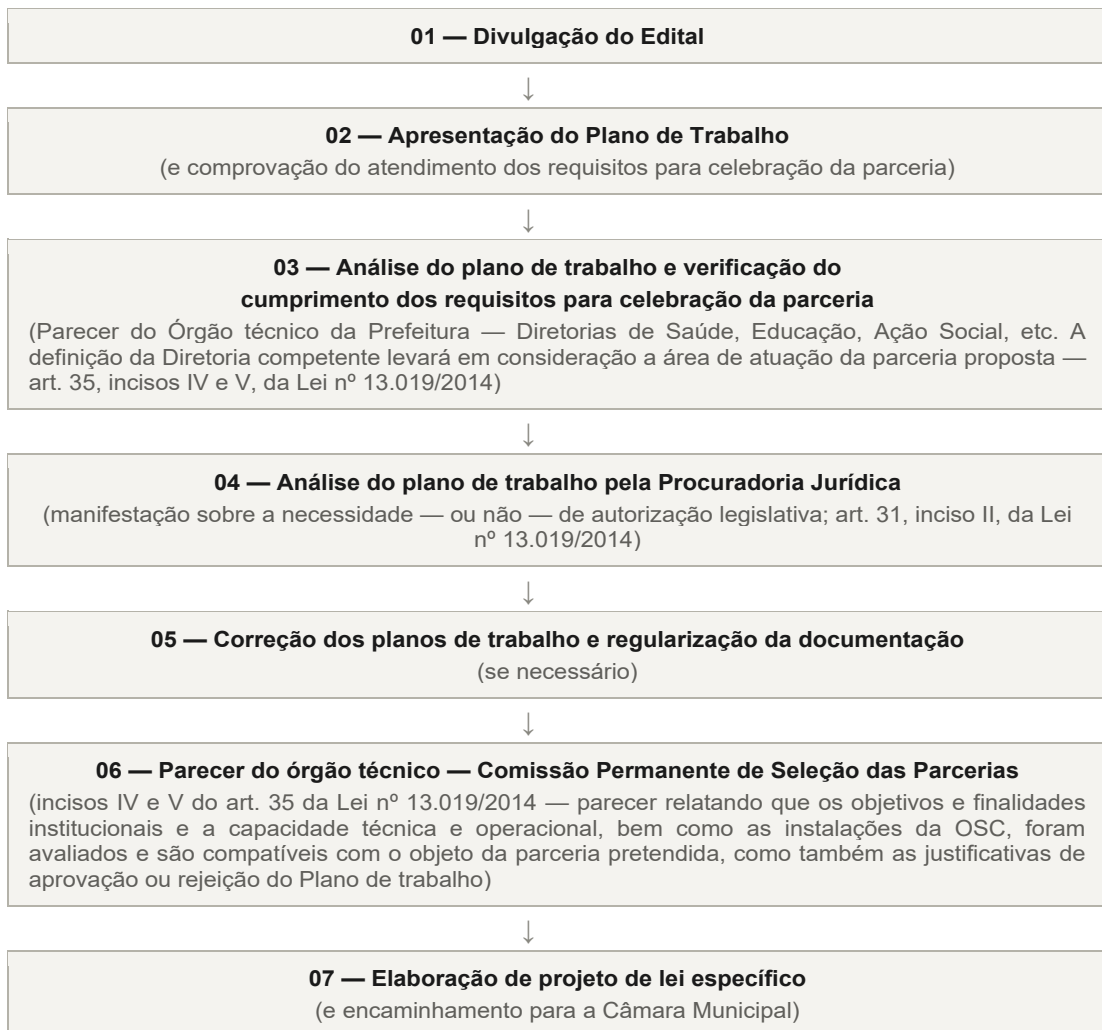 01 — Divulgação do Edital
↓
02 — Apresentação do Plano de Trabalho
(e comprovação do atendimento dos requisitos para celebração da parceria)
↓
03 — Análise do plano de trabalho e verificação do
cumprimento dos requisitos para celebração da parceria
(Parecer do Órgão técnico da Prefeitura — Diretorias de Saúde, Educação, Ação Social, etc. A
definição da Diretoria competente levará em consideração a área de atuação da parceria proposta —
art. 35, incisos IV e V, da Lei nº 13.019/2014)
↓
04 — Análise do plano de trabalho pela Procuradoria Jurídica
(manifestação sobre a necessidade — ou não — de autorização legislativa; art. 31, inciso II, da Lei
nº 13.019/2014)
↓
05 — Correção dos planos de trabalho e regularização da documentação
(se necessário)
↓
06 — Parecer do órgão técnico — Comissão Permanente de Seleção das Parcerias
(incisos IV e V do art. 35 da Lei nº 13.019/2014 — parecer relatando que os objetivos e finalidades
institucionais e a capacidade técnica e operacional, bem como as instalações da OSC, foram
avaliados e são compatíveis com o objeto da parceria pretendida, como também as justificativas de
aprovação ou rejeição do Plano de trabalho)
↓
07 — Elaboração de projeto de lei específico
(e encaminhamento para a Câmara Municipal)